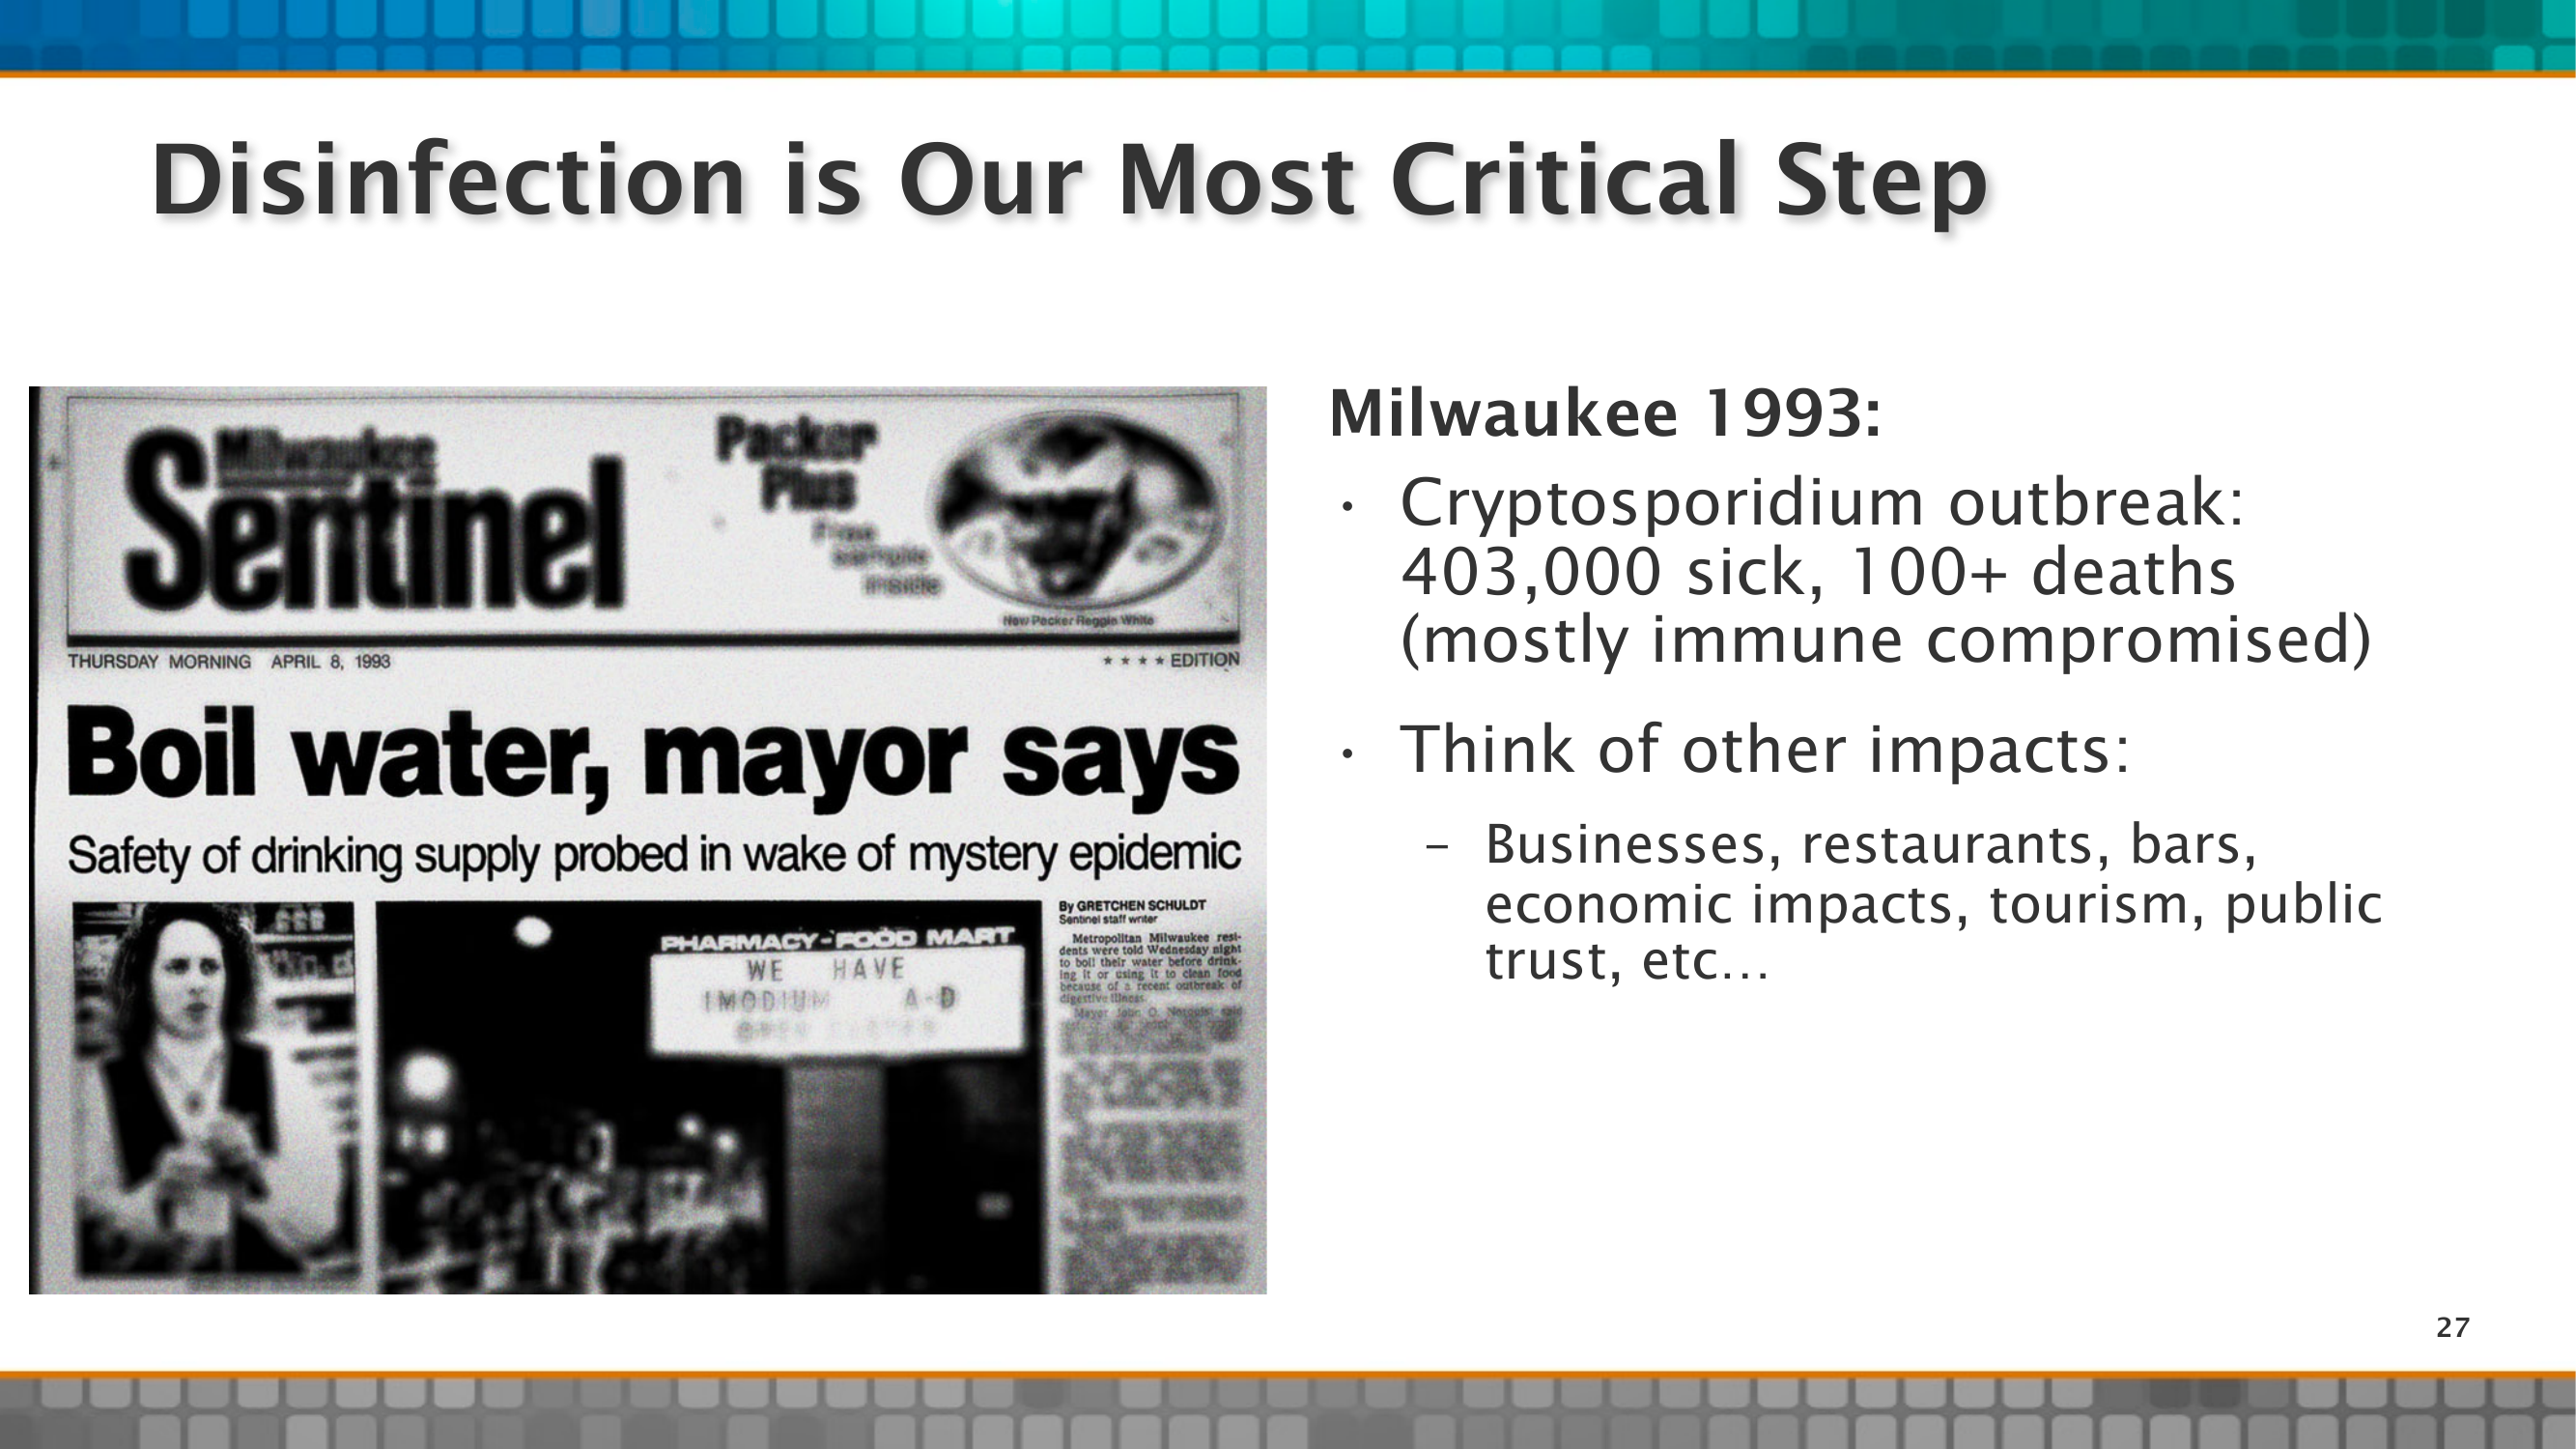 Disinfection is Our Most Critical Step
Milwaukee
Sentinel
Packer
Plus
Free
sample
inside
New Packer Reggie White
THURSDAY MORNING APRIL 8, 1993
★ ★ ★ ★ EDITION
Boil water, mayor says
Safety of drinking supply probed in wake of mystery epidemic
PHARMACY-FOOD MART
WE HAVE
IMODIUM A-D
By GRETCHEN SCHULDT
Sentinel staff writer
Metropolitan Milwaukee resi-
dents were told Wednesday night
to boil their water before drink-
ing it or using it to clean food
because of a recent outbreak of
digestive illness.
Mayor John O. Norquist said
Milwaukee 1993:
• Cryptosporidium outbreak:
403,000 sick, 100+ deaths
(mostly immune compromised)
• Think of other impacts:
– Businesses, restaurants, bars,
economic impacts, tourism, public
trust, etc…
27